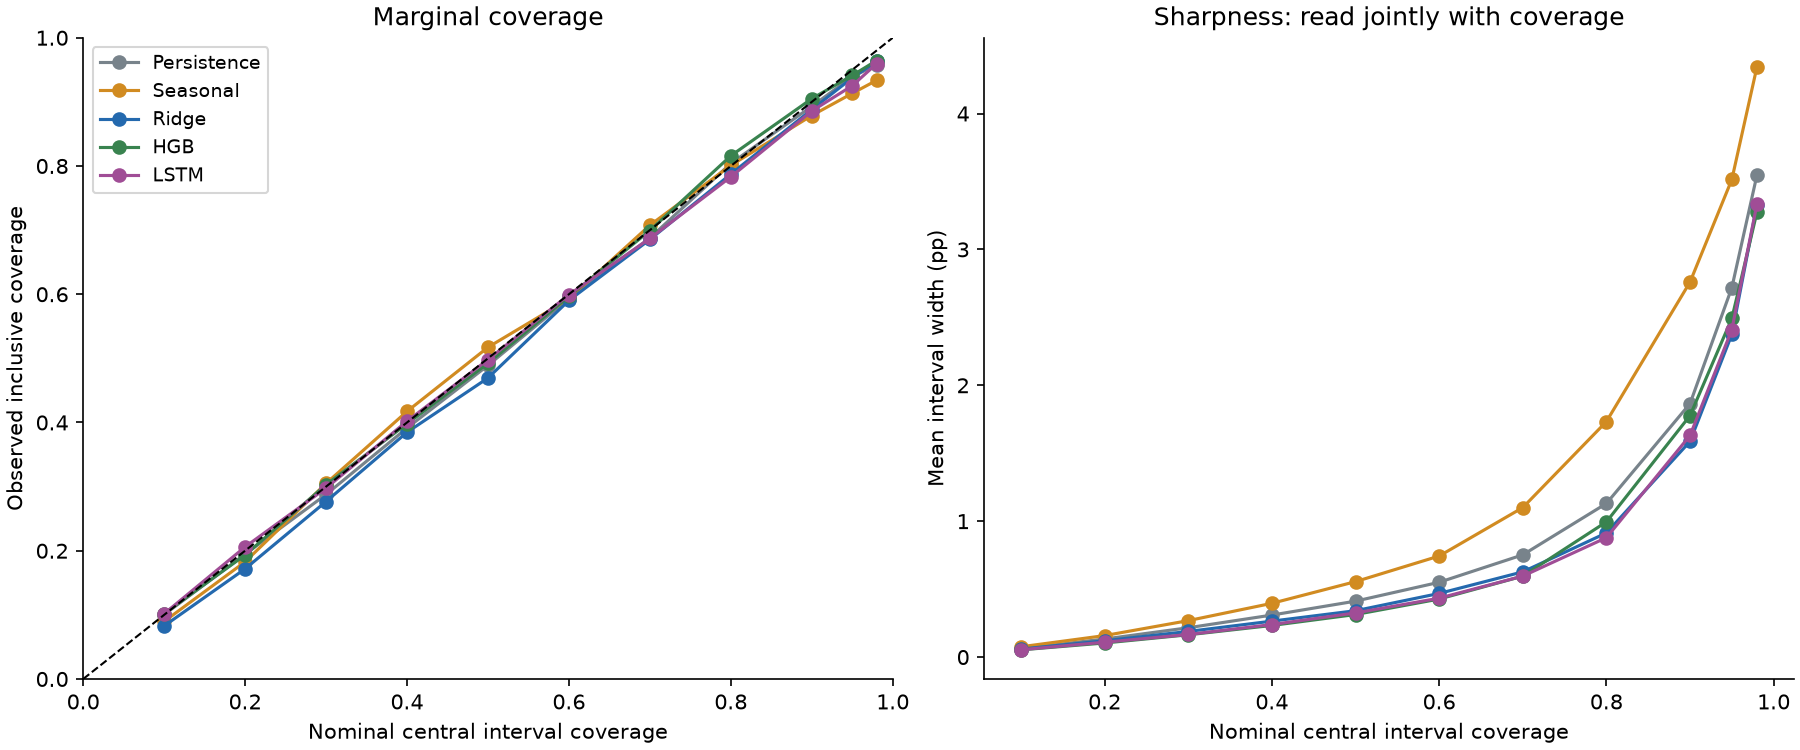 Marginal coverage
1.0
0.8
0.6
0.4
0.2
0.0
Observed inclusive coverage
Persistence
Seasonal
Ridge
HGB
LSTM
0.0 0.2 0.4 0.6 0.8 1.0
Nominal central interval coverage
Sharpness: read jointly with coverage
4
3
2
1
0
Mean interval width (pp)
0.2 0.4 0.6 0.8 1.0
Nominal central interval coverage